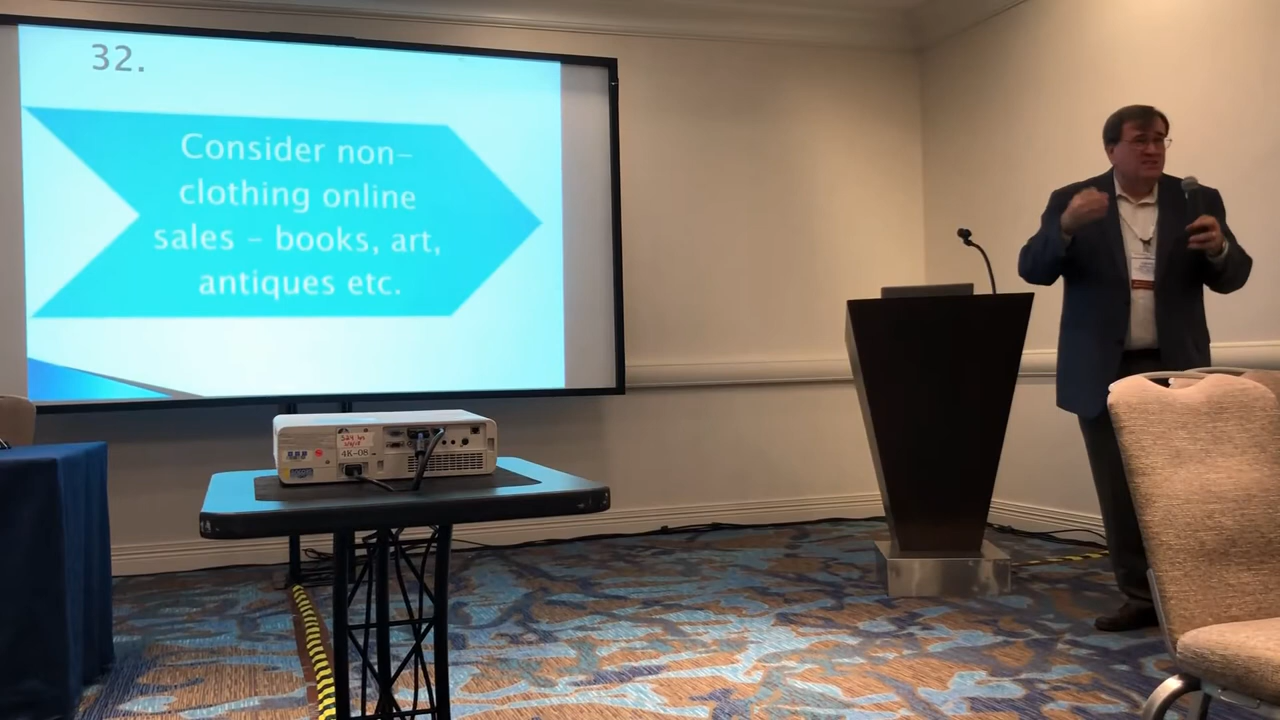 32.
Consider non-
clothing online
sales – books, art,
antiques etc.
4K-08